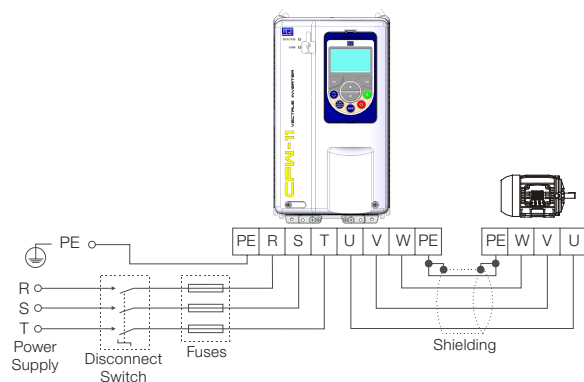 CFW-11 VECTRUE INVERTER
PE R S T U V W PE
PE W V U
PE
R
S
T
Power
Supply
Disconnect
Switch
Fuses
Shielding